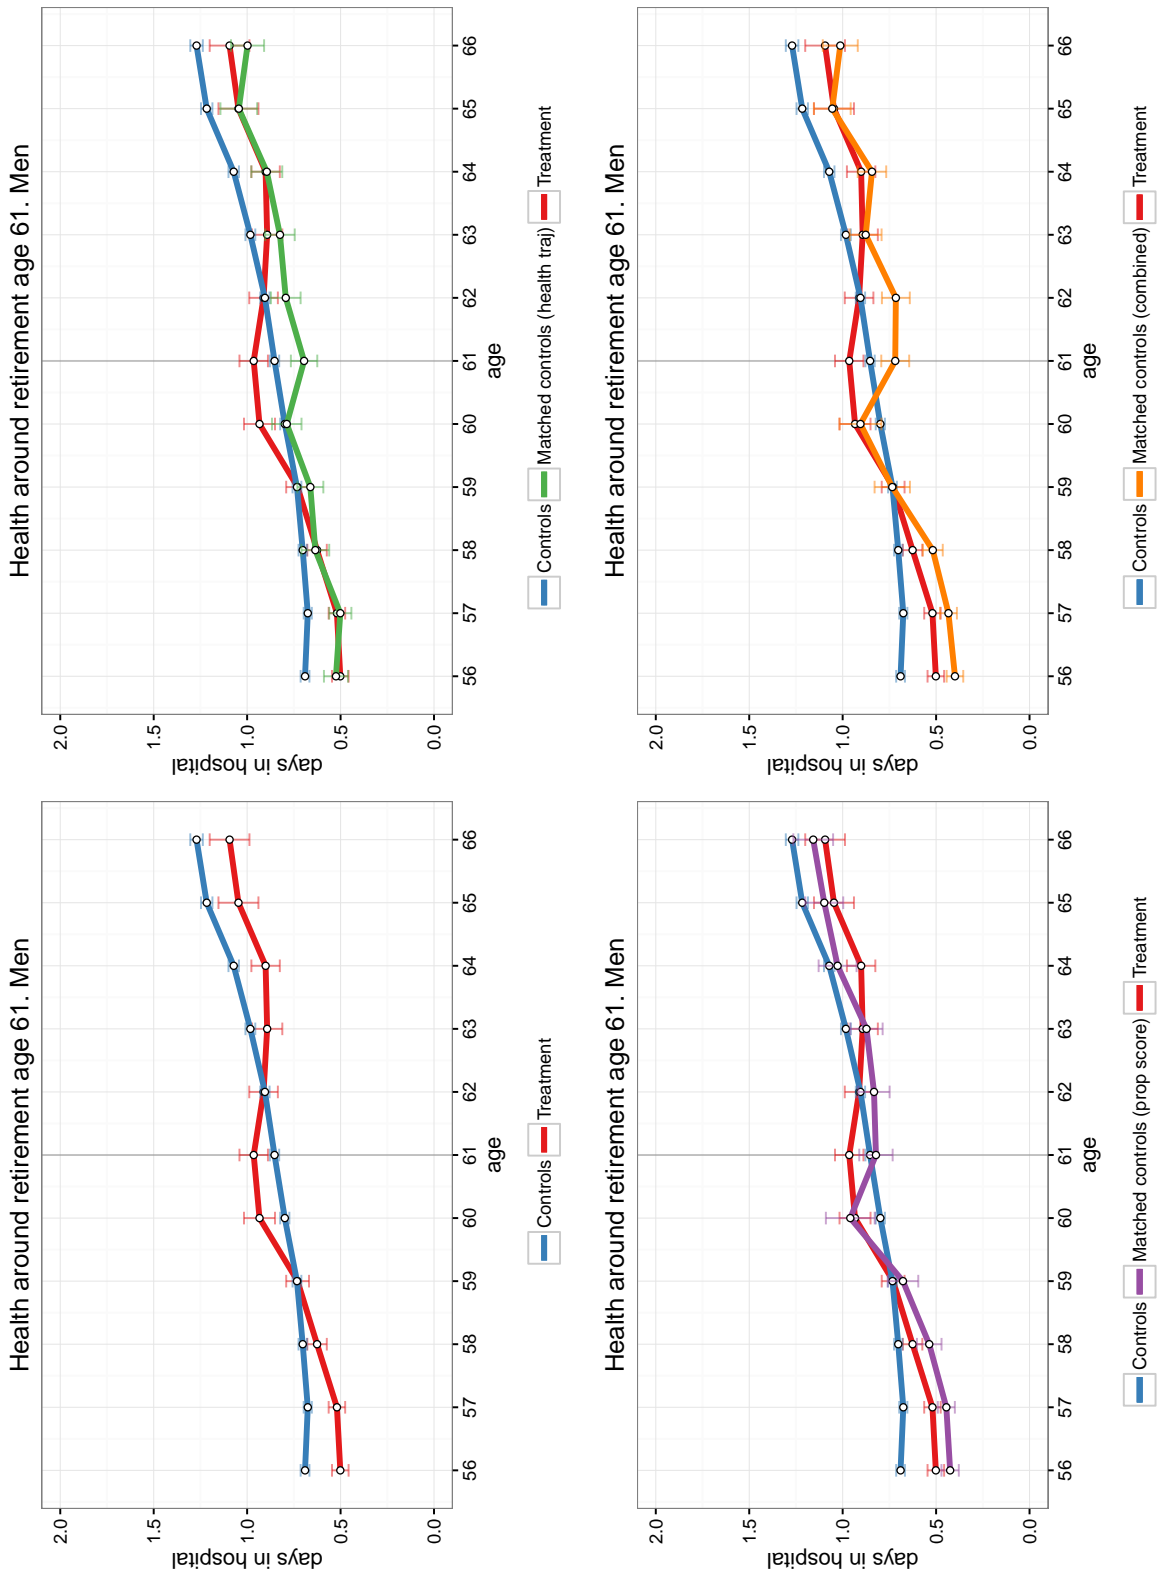 Health around retirement age 61. Men
days in hospital
2.0
1.5
1.0
0.5
0.0
56 57 58 59 60 61 62 63 64 65 66
age
Controls Treatment
Health around retirement age 61. Men
days in hospital
2.0
1.5
1.0
0.5
0.0
56 57 58 59 60 61 62 63 64 65 66
age
Controls Matched controls (health traj) Treatment
Health around retirement age 61. Men
days in hospital
2.0
1.5
1.0
0.5
0.0
56 57 58 59 60 61 62 63 64 65 66
age
Controls Matched controls (prop score) Treatment
Health around retirement age 61. Men
days in hospital
2.0
1.5
1.0
0.5
0.0
56 57 58 59 60 61 62 63 64 65 66
age
Controls Matched controls (combined) Treatment